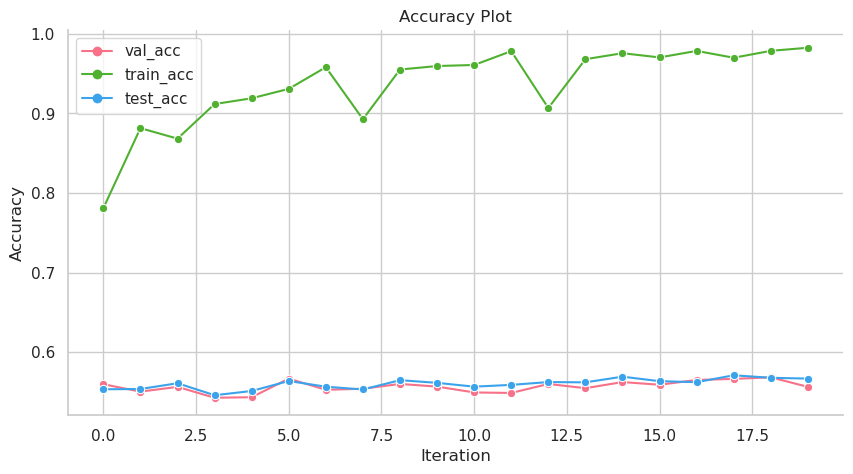 Accuracy Plot
1.0
0.9
0.8
0.7
0.6
Accuracy
val_acc
train_acc
test_acc
0.0 2.5 5.0 7.5 10.0 12.5 15.0 17.5
Iteration